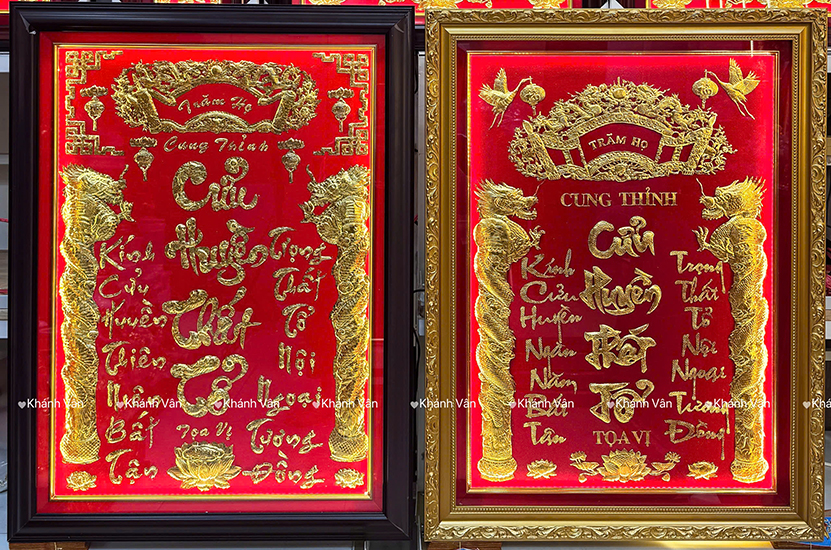 Trăm Họ
Cung Thỉnh
Cửu
Huyền
Thất
Tổ
Tọa Vị
Kính
Cửu
Huyền
Thiên
Bất
Tận
Trọng
Thất
Tổ
Nội
Ngoại
Tương
Đồng
TRĂM HỌ
CUNG THỈNH
Cửu
Huyền
Thất
Tổ
TỌA VỊ
Kính
Cửu
Huyện
Ngàn
Năm
Bất
Tận
Trọng
Thất
Tổ
Nội
Ngoại
Tương
Đồng
Khánh Vân
Khánh Vân
Khánh Vân
Khánh Vân
Khánh Vân
Khánh Vân
Khánh Vân
Khánh Vân